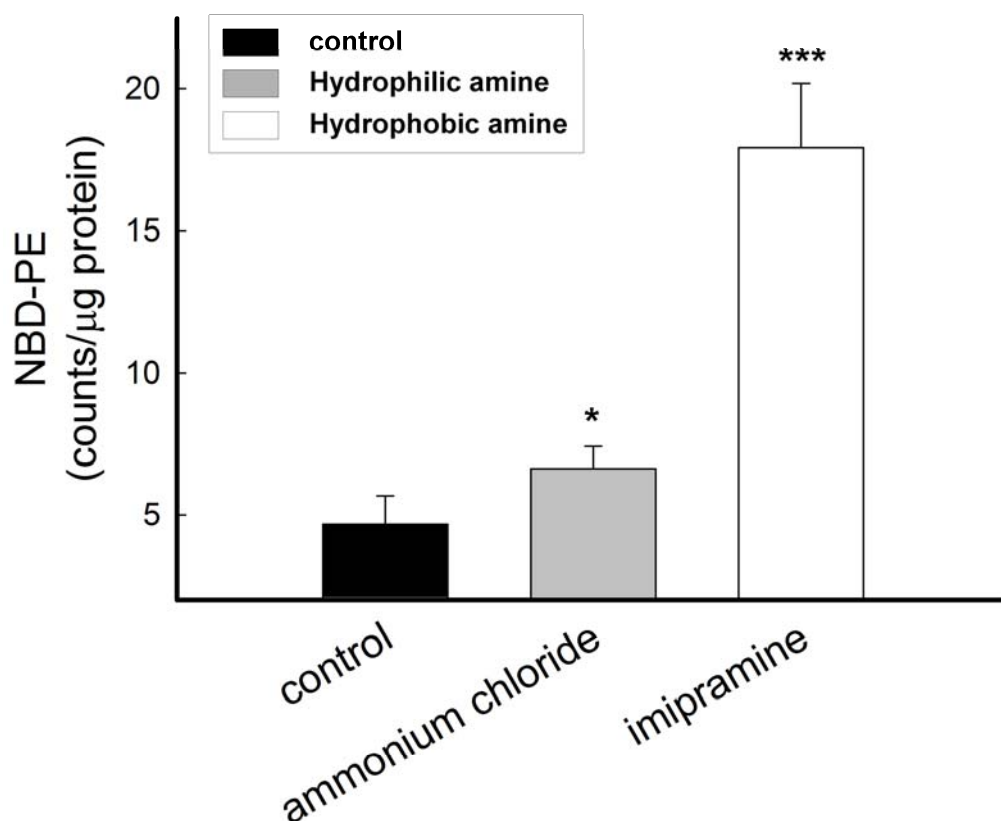 control
Hydrophilic amine
Hydrophobic amine
***
20
15
10
5
*
NBD-PE
(counts/µg protein)
control
ammonium chloride
imipramine